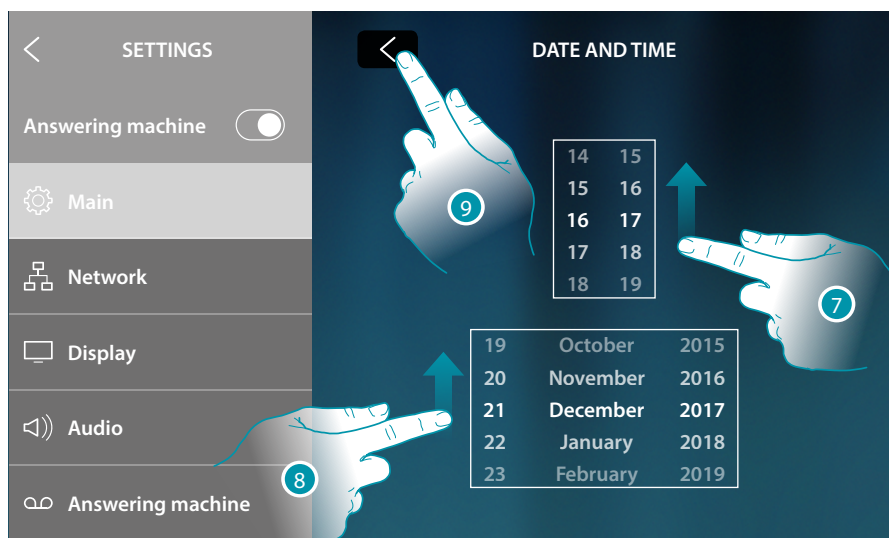 SETTINGS
Answering machine
Main
Network
Display
Audio
Answering machine
DATE AND TIME
14 15
15 16
16 17
17 18
18 19
19 October 2015
20 November 2016
21 December 2017
22 January 2018
23 February 2019
9
7
8